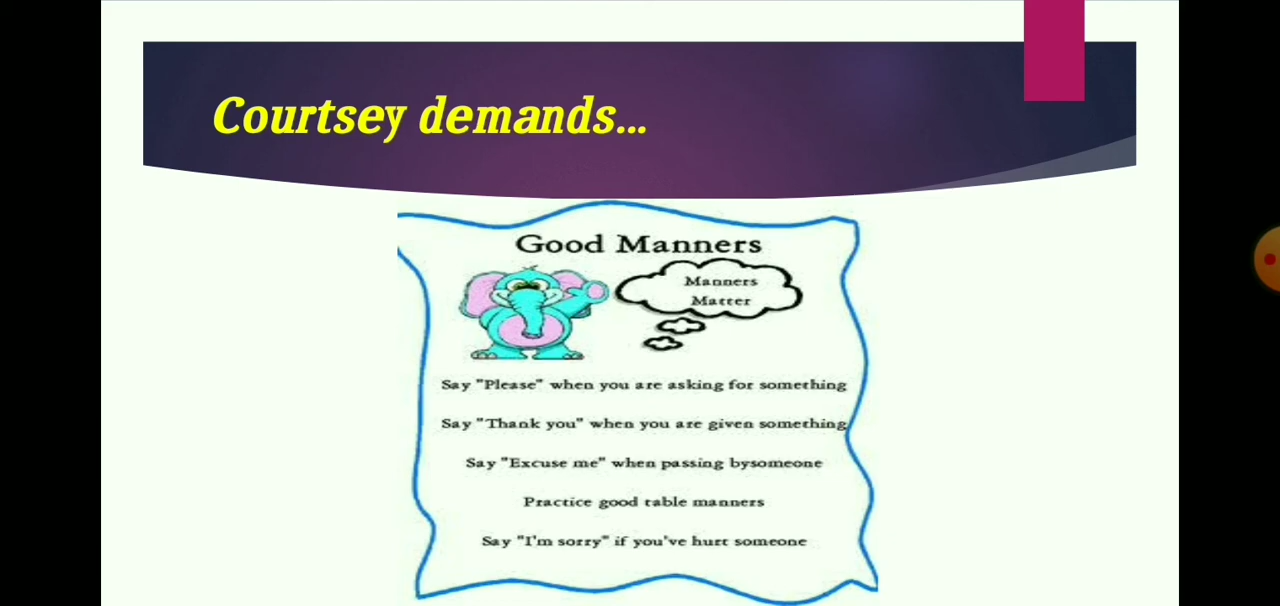 Courtsey demands...
Good Manners
Manners
Matter
Say "Please" when you are asking for something
Say "Thank you" when you are given something
Say "Excuse me" when passing bysomeone
Practice good table manners
Say "I'm sorry" if you've hurt someone